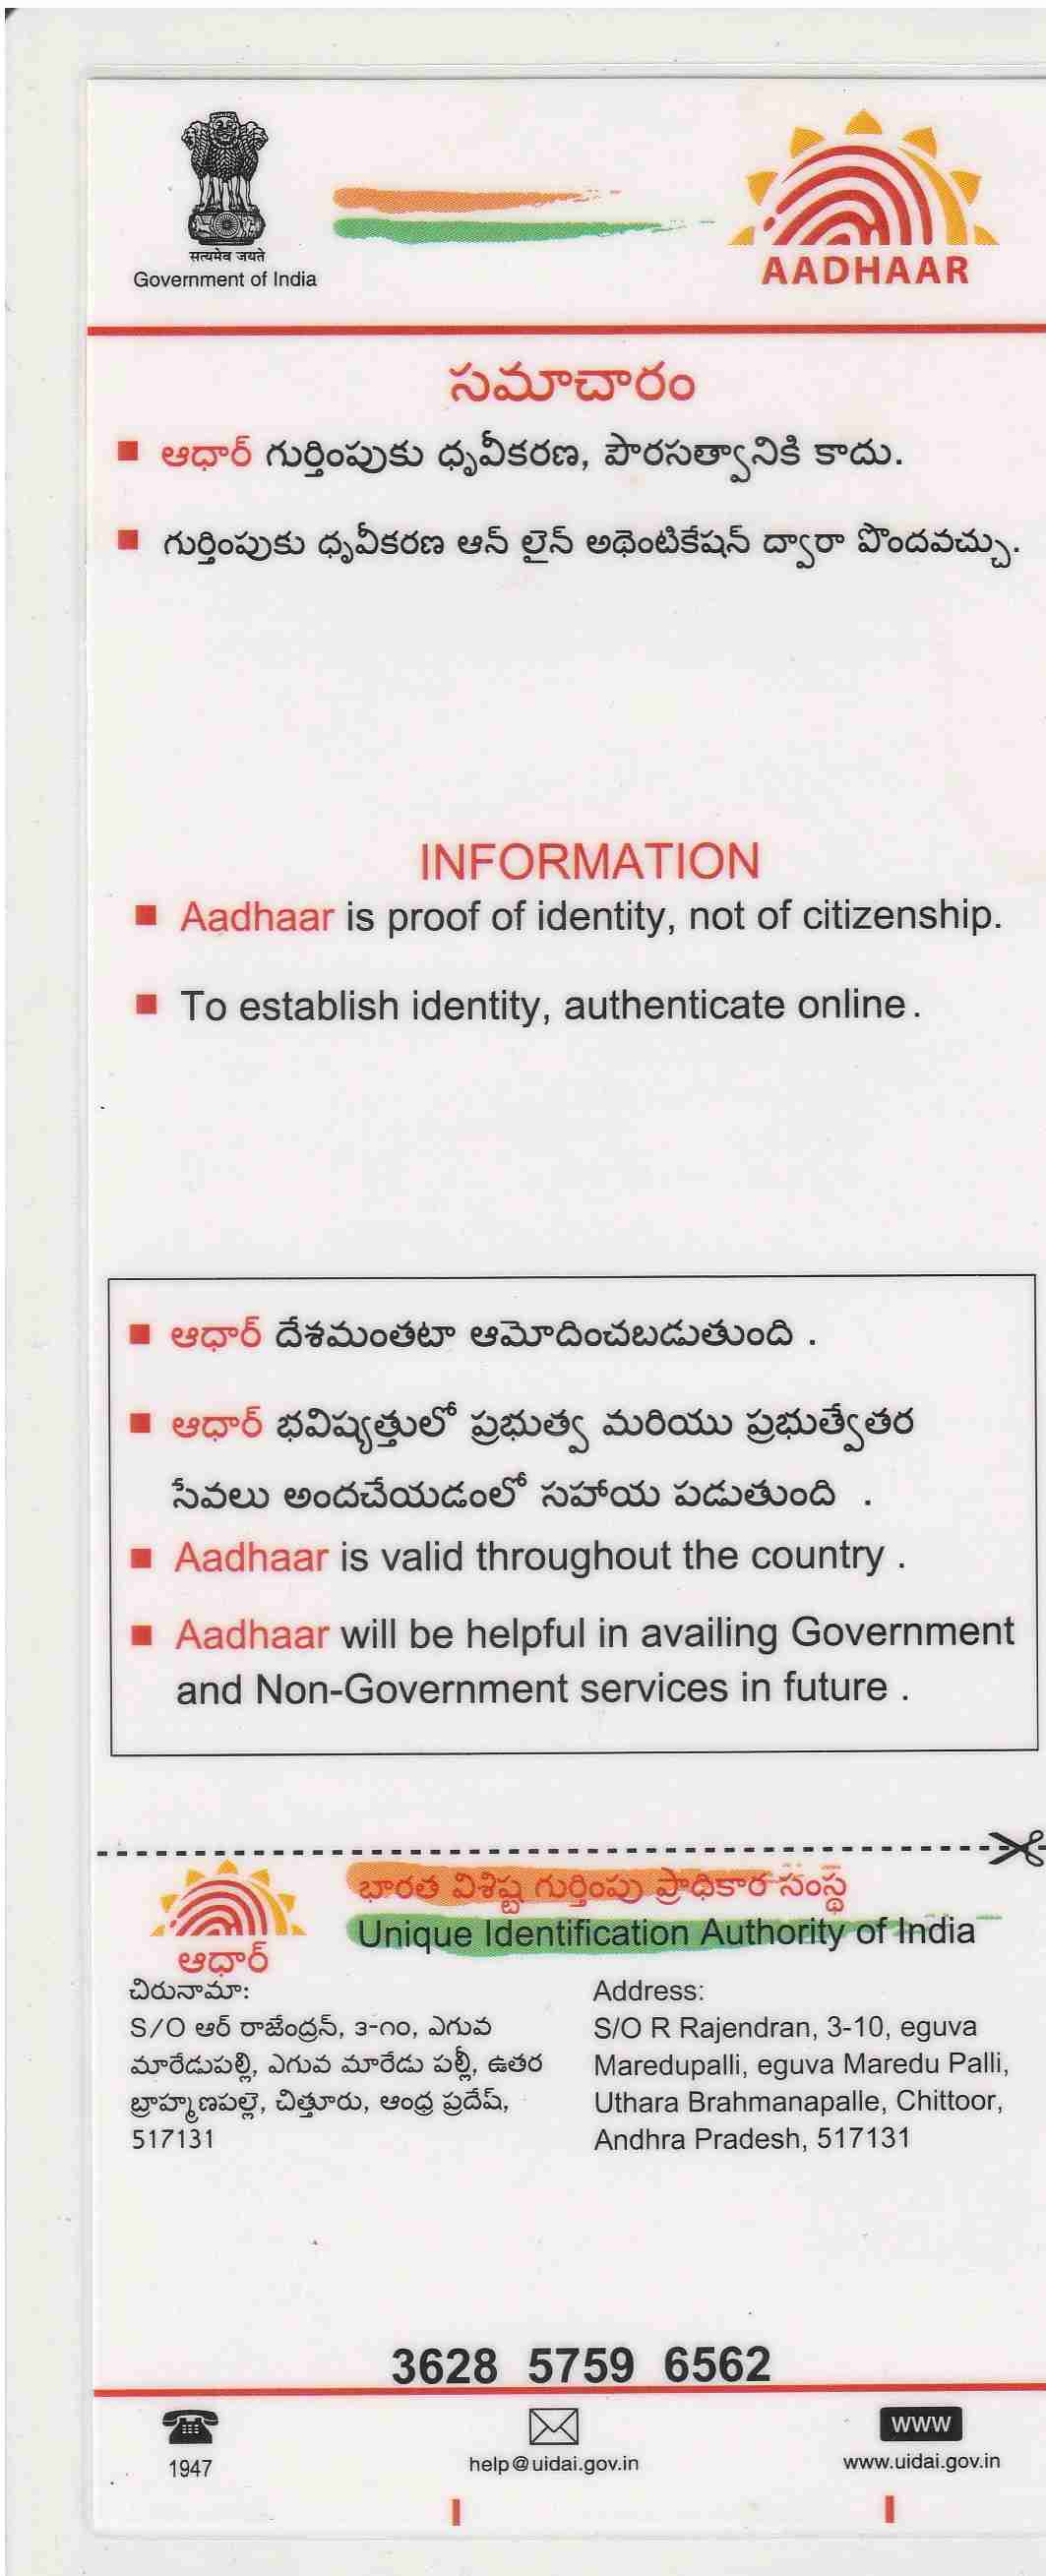 सत्यमेव जयते
Government of India
AADHAAR
సమాచారం
ఆధార్ గుర్తింపుకు ధృవీకరణ, పౌరసత్వానికి కాదు.
గుర్తింపుకు ధృవీకరణ ఆన్ లైన్ అథెంటికేషన్ ద్వారా పొందవచ్చు.
INFORMATION
Aadhaar is proof of identity, not of citizenship.
To establish identity, authenticate online.
ఆధార్ దేశమంతటా ఆమోదించబడుతుంది .
ఆధార్ భవిష్యత్తులో ప్రభుత్వ మరియు ప్రభుత్వేతర
సేవలు అందచేయడంలో సహాయ పడుతుంది .
Aadhaar is valid throughout the country .
Aadhaar will be helpful in availing Government
and Non-Government services in future .
భారత విశిష్ట గుర్తింపు ప్రాధికార సంస్థ
Unique Identification Authority of India
ఆధార్
చిరునామా:
S/O ఆర్ రాజేంద్రన్, ౩-౧౦, ఎగువ
మారేడుపల్లి, ఎగువ మారేడు పల్లీ, ఉతర
బ్రాహ్మణపల్లె, చిత్తూరు, ఆంధ్ర ప్రదేష్,
517131
Address:
S/O R Rajendran, 3-10, eguva
Maredupalli, eguva Maredu Palli,
Uthara Brahmanapalle, Chittoor,
Andhra Pradesh, 517131
3628 5759 6562
1947
help@uidai.gov.in
www
www.uidai.gov.in